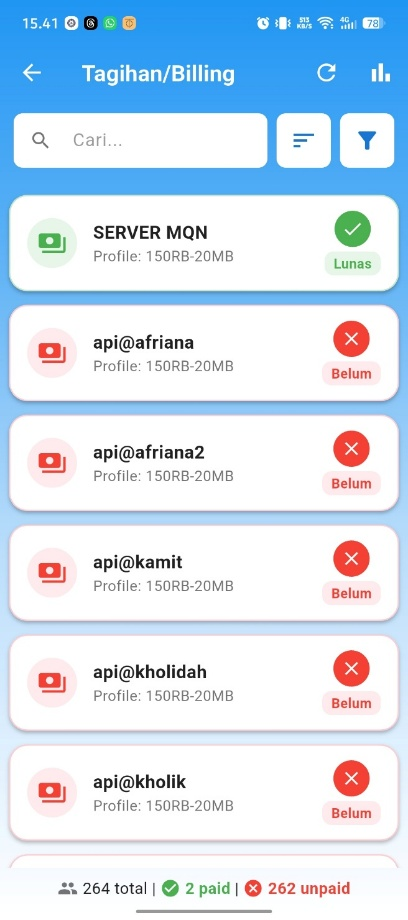 15.41 513 KB/S 4G 78
Tagihan/Billing
Cari...
SERVER MQN
Profile: 150RB-20MB
Lunas
api@afriana
Profile: 150RB-20MB
Belum
api@afriana2
Profile: 150RB-20MB
Belum
api@kamit
Profile: 150RB-20MB
Belum
api@kholidah
Profile: 150RB-20MB
Belum
api@kholik
Profile: 150RB-20MB
Belum
264 total | 2 paid | 262 unpaid